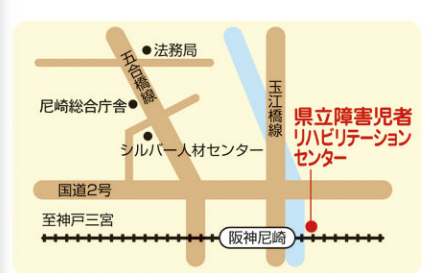 法務局
五合橋線
尼崎総合庁舎
玉江橋線
県立障害児者
リハビリテーション
センター
シルバー人材センター
国道2号
至神戸三宮
阪神尼崎